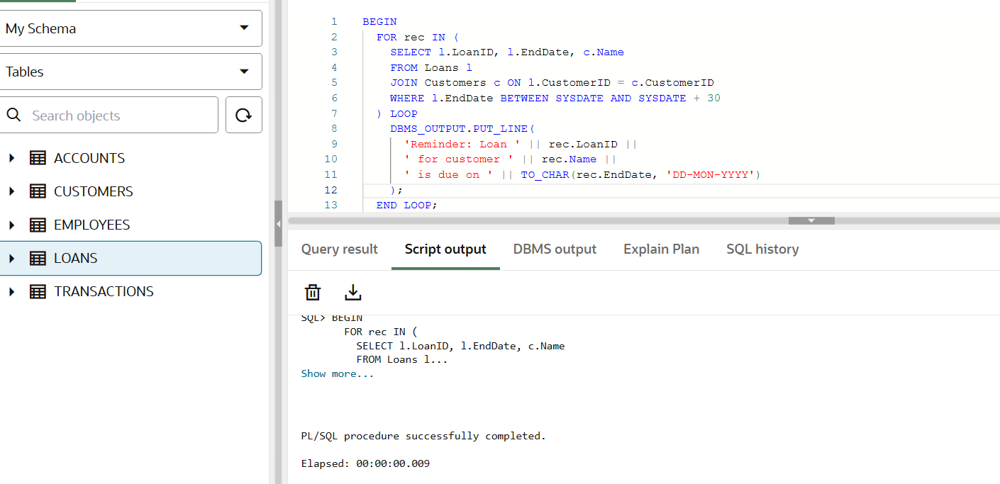 My Schema
Tables
Search objects
ACCOUNTS
CUSTOMERS
EMPLOYEES
LOANS
TRANSACTIONS
1 BEGIN
2 FOR rec IN (
3 SELECT l.LoanID, l.EndDate, c.Name
4 FROM Loans l
5 JOIN Customers c ON l.CustomerID = c.CustomerID
6 WHERE l.EndDate BETWEEN SYSDATE AND SYSDATE + 30
7 ) LOOP
8 DBMS_OUTPUT.PUT_LINE(
9 'Reminder: Loan ' || rec.LoanID ||
10 ' for customer ' || rec.Name ||
11 ' is due on ' || TO_CHAR(rec.EndDate, 'DD-MON-YYYY')
12 );
13 END LOOP;
Query result Script output DBMS output Explain Plan SQL history
SQL> BEGIN
FOR rec IN (
SELECT l.LoanID, l.EndDate, c.Name
FROM Loans l...
Show more...
PL/SQL procedure successfully completed.
Elapsed: 00:00:00.009